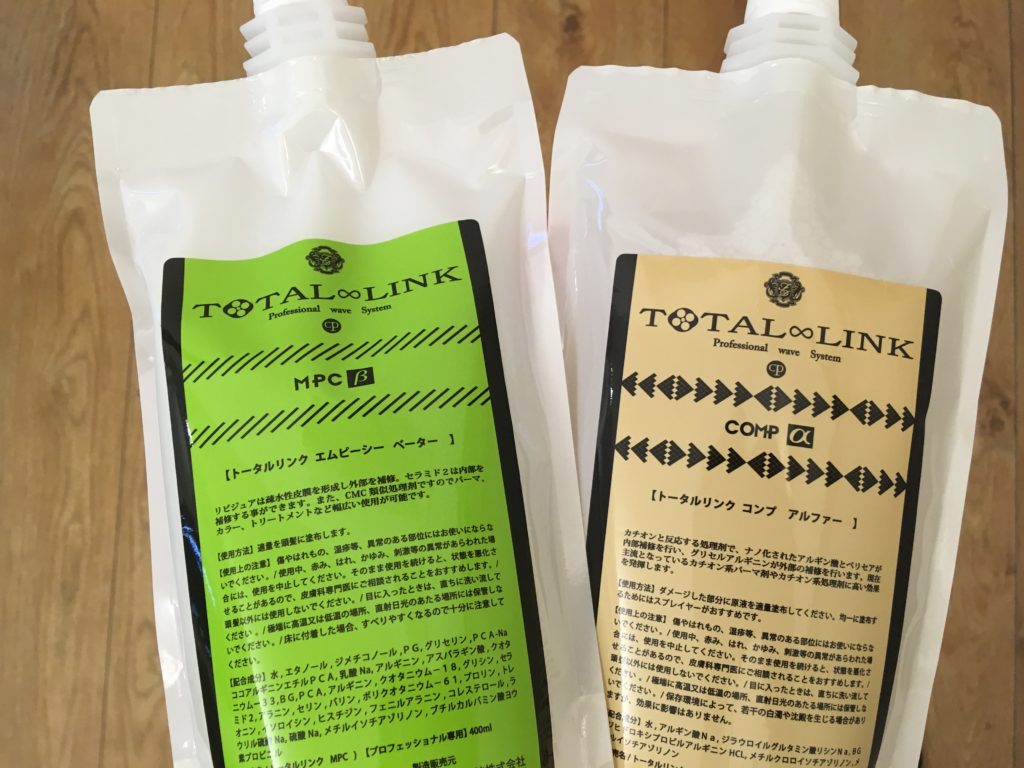 TOTAL∞LINK
Professional wave System
cp
MPC β
【トータルリンク エムピーシー ベーター 】
リピジュアは疎水性皮膜を形成し外部を補修。セラミド2は内部を
補修する事ができます。また、CMC類似処理剤ですのでパーマ、
カラー、トリートメントなど幅広い使用が可能です。
【使用方法】適量を頭髪に塗布します。
【使用上の注意】傷やはれもの、湿疹等、異常のある部位にはお使いにならな
いでください。/使用中、赤み、はれ、かゆみ、刺激等の異常があらわれた場
合には、使用を中止してください。そのまま使用を続けると、状態を悪化さ
せることがあるので、皮膚科専門医にご相談されることをおすすめします。/
頭髪以外には使用しないでください。/目に入ったときは、直ちに洗い流して
ください。/極端に高温又は低温の場所、直射日光のあたる場所には保管しな
いでください。/床に付着した場合、すべりやすくなるので十分に注意して
ください。
【配合成分】水,エタノール,ジメチコノール,PG,グリセリン,PCA-Na
ココアルギニンエチルPCA,乳酸Na,アルギニン,アスパラギン酸,クオタ
ニウム-33,BG,PCA,アルギニン,クオタニウム-18,グリシン,セラ
ミド2,アラニン,セリン,バリン,ポリクオタニウム-61,プロリン,トレ
オニン,イソロイシン,ヒスチジン,フェニルアラニン,コレステロール,ラ
ウリル硫酸Na,硫酸Na,メチルイソチアゾリノン,ブチルカルバミン酸ヨウ
素プロピニル
トータルリンク MPC )【プロフェッショナル専用】400ml
製造販売元
株式会社
TOTAL∞LINK
Professional wave System
cp
COMP α
【トータルリンク コンプ アルファー 】
カチオンと反応する処理剤で、ナノ化されたアルギン酸とペリセアが
内部補修を行い、グリセルアルギニンが外部の補修を行います。現在
主流となっているカチオン系パーマ剤やカチオン系処理剤に高い効果
を発揮します。
【使用方法】ダメージした部分に原液を適量塗布してください。均一に塗布す
るためにはスプレイヤーがおすすめです。
【使用上の注意】傷やはれもの、湿疹等、異常のある部位にはお使いにならな
いでください。/使用中、赤み、はれ、かゆみ、刺激等の異常があらわれた場
合には、使用を中止してください。そのまま使用を続けると、状態を悪化さ
せることがあるので、皮膚科専門医にご相談されることをおすすめします。/
頭髪以外には使用しないでください。/目に入ったときは、直ちに洗い流して
ください。/極端に高温又は低温の場所、直射日光のあたる場所には保管しな
いでください。/保存環境によって、若干の白濁や沈殿を生じる場合があり
ますが、効果に影響はありません。
配合成分】水,アルギン酸Na,ジラウロイルグルタミン酸リシンNa,BG
ヒドロキシプロピルアルギニンHCL,メチルクロロイソチアゾリノン,メ
ルイソチアゾリノン
売名/トータルリンク